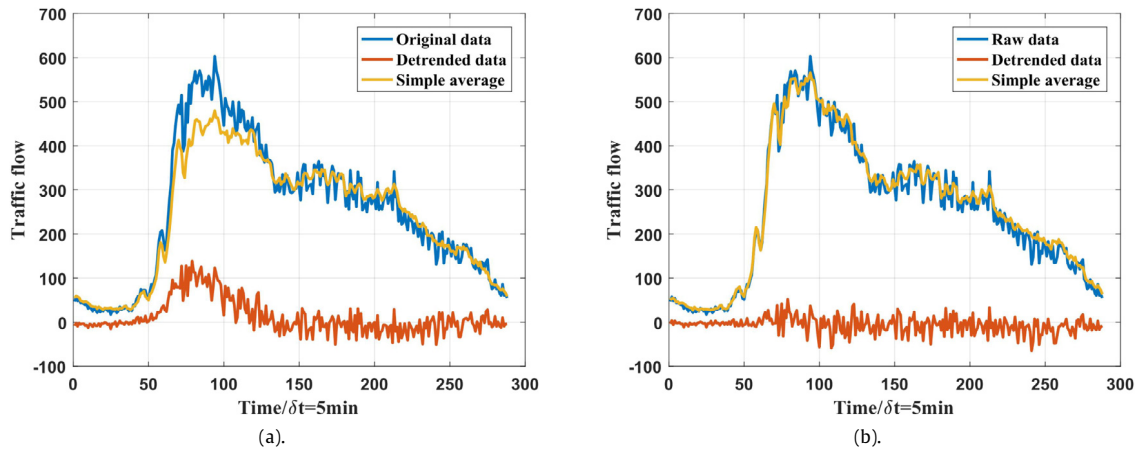 700
600
500
400
300
200
100
0
-100
Traffic flow
Original data
Detrended data
Simple average
0 50 100 150 200 250 300
Time/δt=5min
(a).
700
600
500
400
300
200
100
0
-100
Traffic flow
Raw data
Detrended data
Simple average
0 50 100 150 200 250 300
Time/δt=5min
(b).